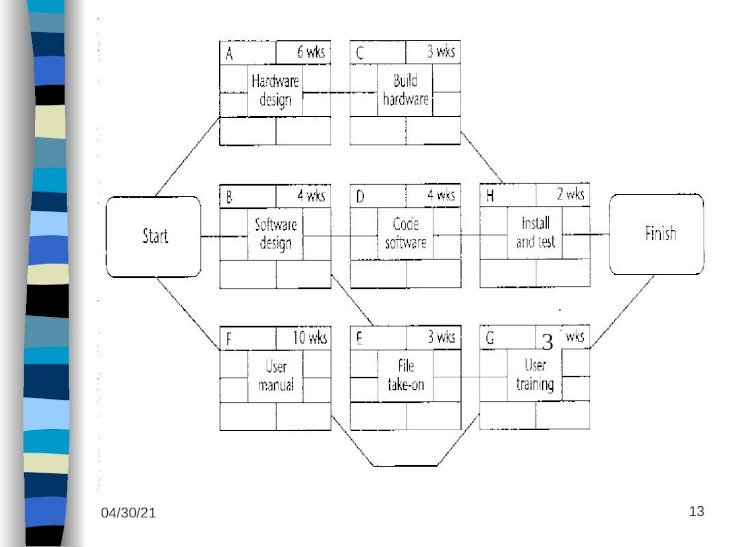 A 6 wks
Hardware
design
C 3 wks
Build
hardware
Start
B 4 wks
Software
design
D 4 wks
Code
software
H 2 wks
Install
and test
Finish
F 10 wks
User
manual
E 3 wks
File
take-on
G 3 wks
User
training
04/30/21
13